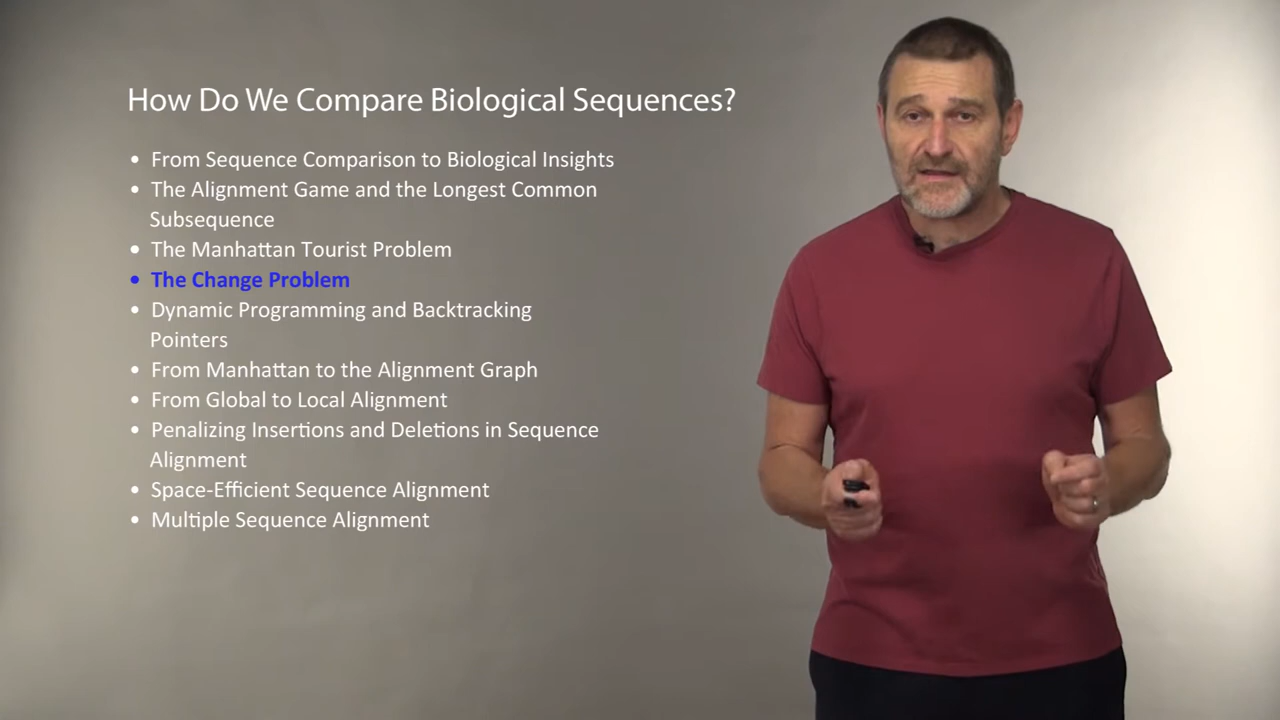 How Do We Compare Biological Sequences?
• From Sequence Comparison to Biological Insights
• The Alignment Game and the Longest Common
Subsequence
• The Manhattan Tourist Problem
• The Change Problem
• Dynamic Programming and Backtracking
Pointers
• From Manhattan to the Alignment Graph
• From Global to Local Alignment
• Penalizing Insertions and Deletions in Sequence
Alignment
• Space-Efficient Sequence Alignment
• Multiple Sequence Alignment